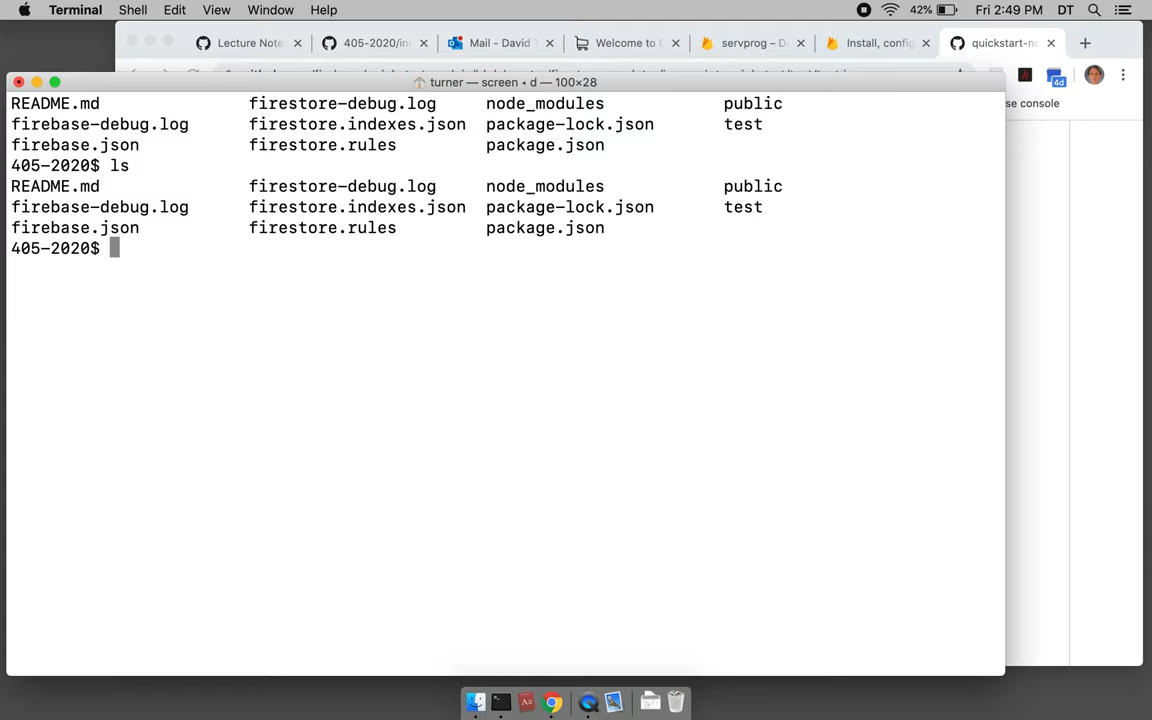 Terminal Shell Edit View Window Help 42% Fri 2:49 PM DT
Lecture Note 405-2020/in Mail - David T Welcome to servprog – D Install, config quickstart-n
turner — screen ◂ d — 100×28 4d
README.md firestore-debug.log node_modules public se console
firebase-debug.log firestore.indexes.json package-lock.json test
firebase.json firestore.rules package.json
405-2020$ ls
README.md firestore-debug.log node_modules public
firebase-debug.log firestore.indexes.json package-lock.json test
firebase.json firestore.rules package.json
405-2020$